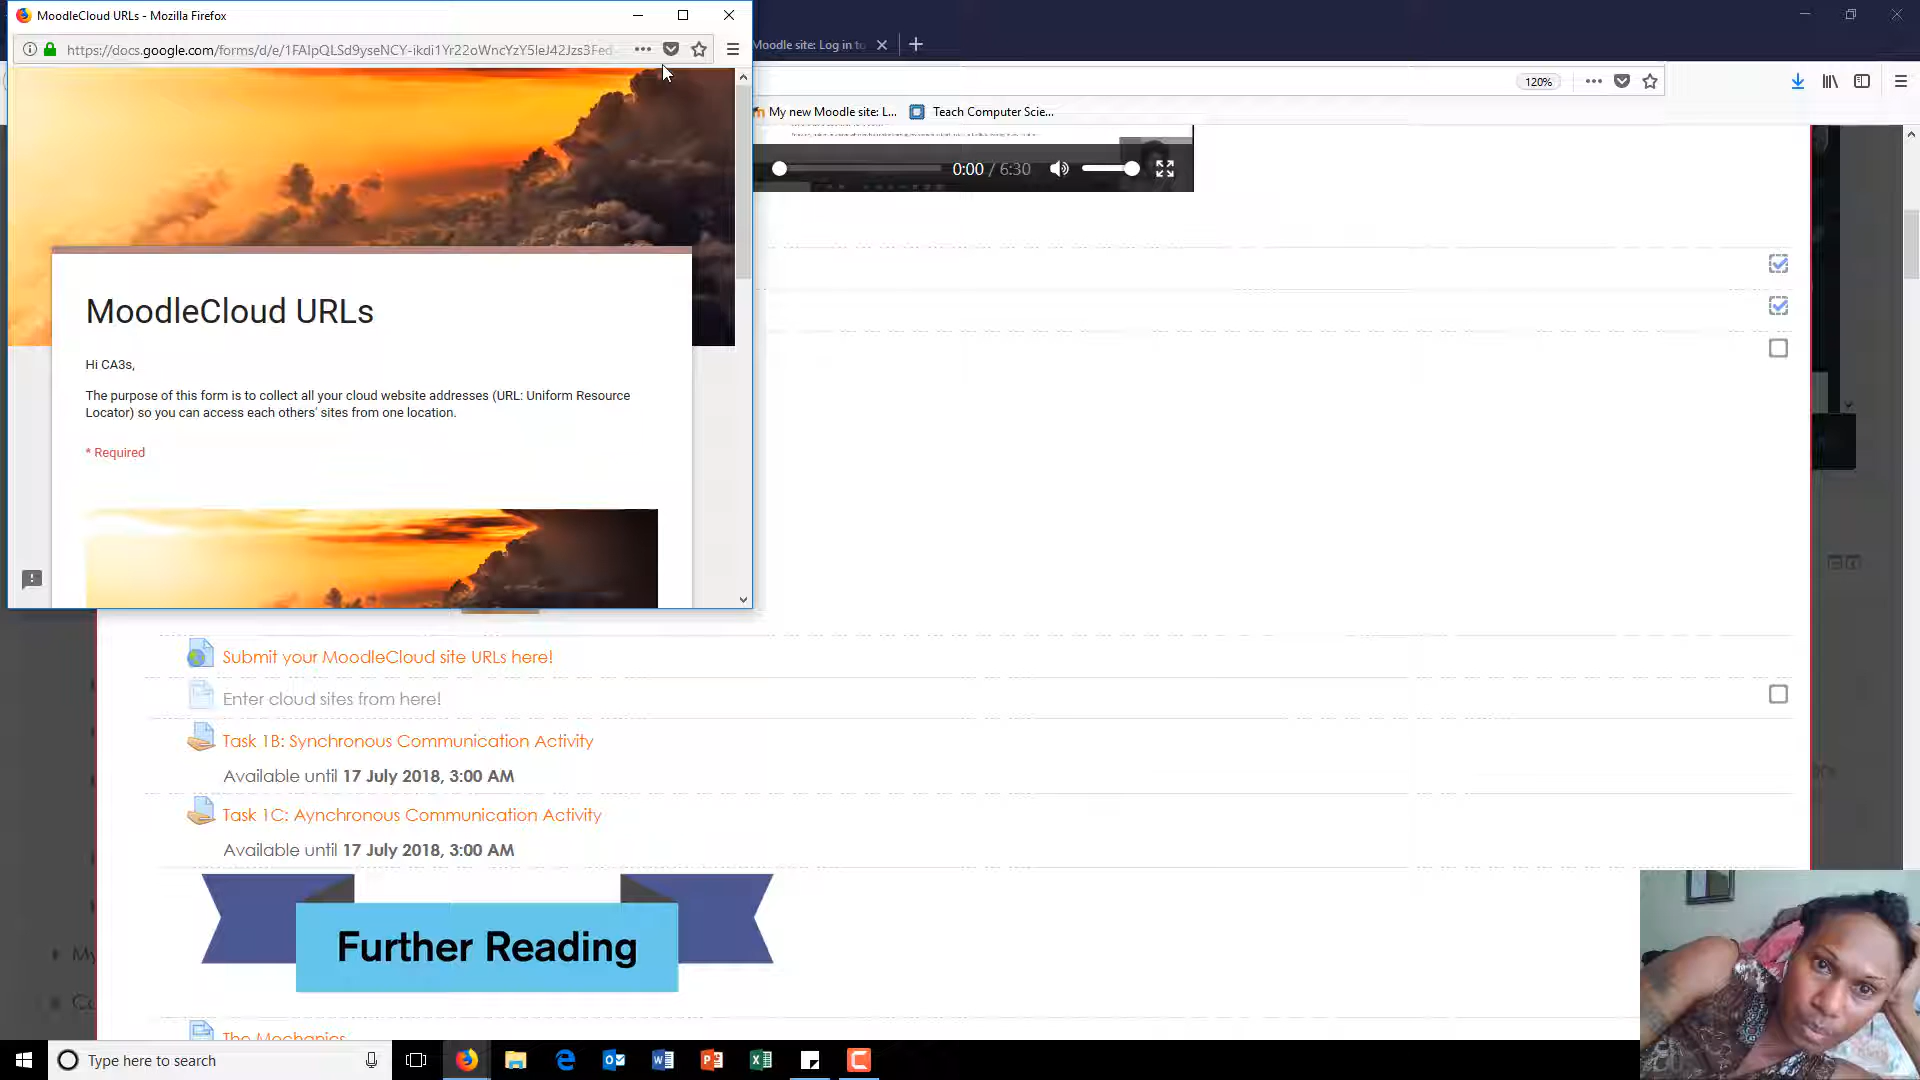 MoodleCloud URLs - Mozilla Firefox
https://docs.google.com/forms/d/e/1FAIpQLSd9yseNCY-ikdi1Yr22oWncYzY5leJ42Jzs3Fed
Moodle site: Log in to
120%
My new Moodle site: L...
Teach Computer Scie...
0:00 / 6:30
MoodleCloud URLs
Hi CA3s,
The purpose of this form is to collect all your cloud website addresses (URL: Uniform Resource
Locator) so you can access each others' sites from one location.
* Required
Submit your MoodleCloud site URLs here!
Enter cloud sites from here!
Task 1B: Synchronous Communication Activity
Available until 17 July 2018, 3:00 AM
Task 1C: Aynchronous Communication Activity
Available until 17 July 2018, 3:00 AM
Further Reading
My
Co
The Mechanics
Type here to search